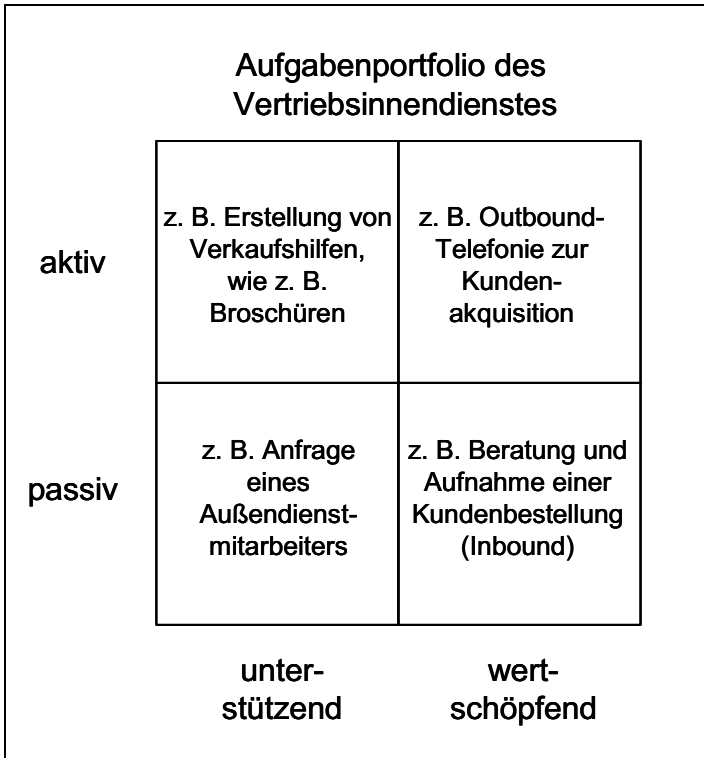 Aufgabenportfolio des
Vertriebsinnendienstes
aktiv
z. B. Erstellung von
Verkaufshilfen,
wie z. B.
Broschüren
z. B. Outbound-
Telefonie zur
Kunden-
akquisition
passiv
z. B. Anfrage
eines
Außendienst-
mitarbeiters
z. B. Beratung und
Aufnahme einer
Kundenbestellung
(Inbound)
unter-
stützend
wert-
schöpfend